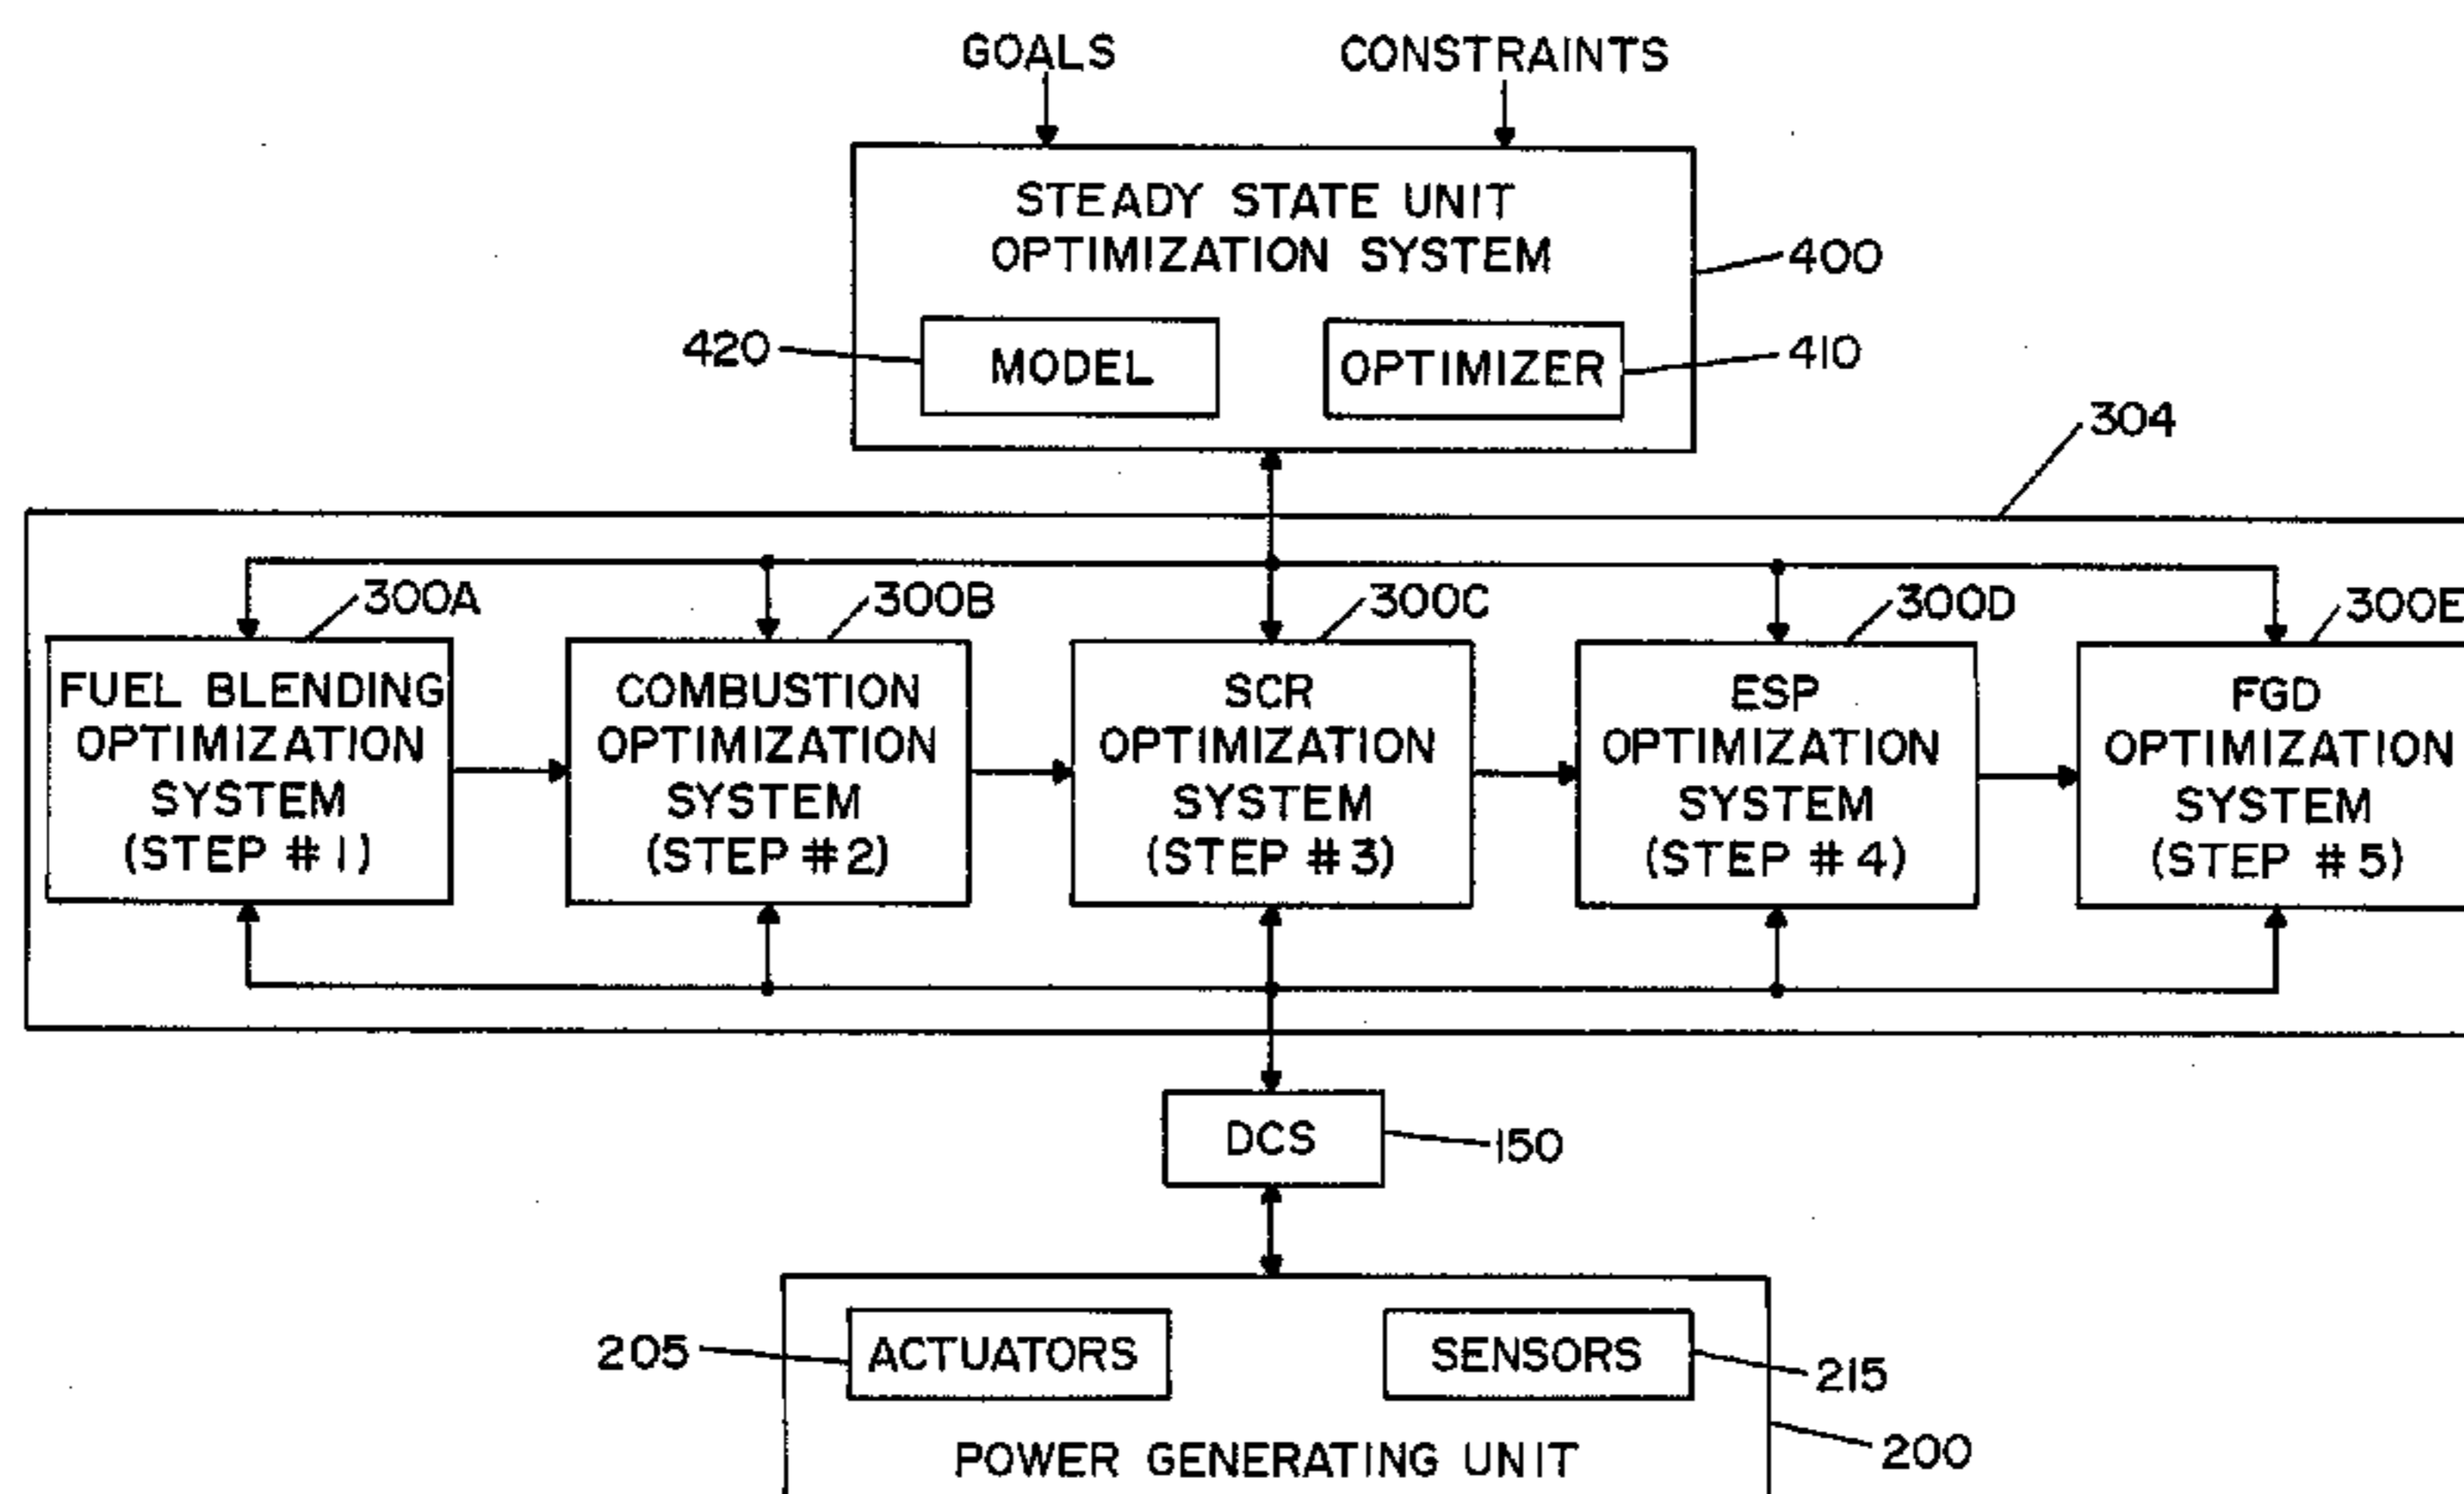 GOALS
CONSTRAINTS
STEADY STATE UNIT
OPTIMIZATION SYSTEM
400
420
MODEL
OPTIMIZER
410
304
300A
300B
300C
300D
300E
FUEL BLENDING
OPTIMIZATION
SYSTEM
(STEP #1)
COMBUSTION
OPTIMIZATION
SYSTEM
(STEP #2)
SCR
OPTIMIZATION
SYSTEM
(STEP #3)
ESP
OPTIMIZATION
SYSTEM
(STEP #4)
FGD
OPTIMIZATION
SYSTEM
(STEP #5)
DCS
150
205
ACTUATORS
SENSORS
215
POWER GENERATING UNIT
200